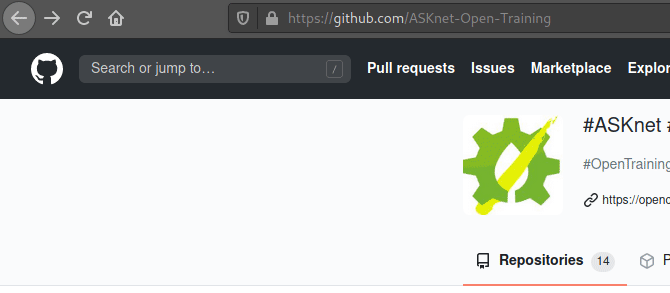 https://github.com/ASKnet-Open-Training
Search or jump to… / Pull requests Issues Marketplace Explor
#ASKnet #
#OpenTraining
https://openc
Repositories 14 P